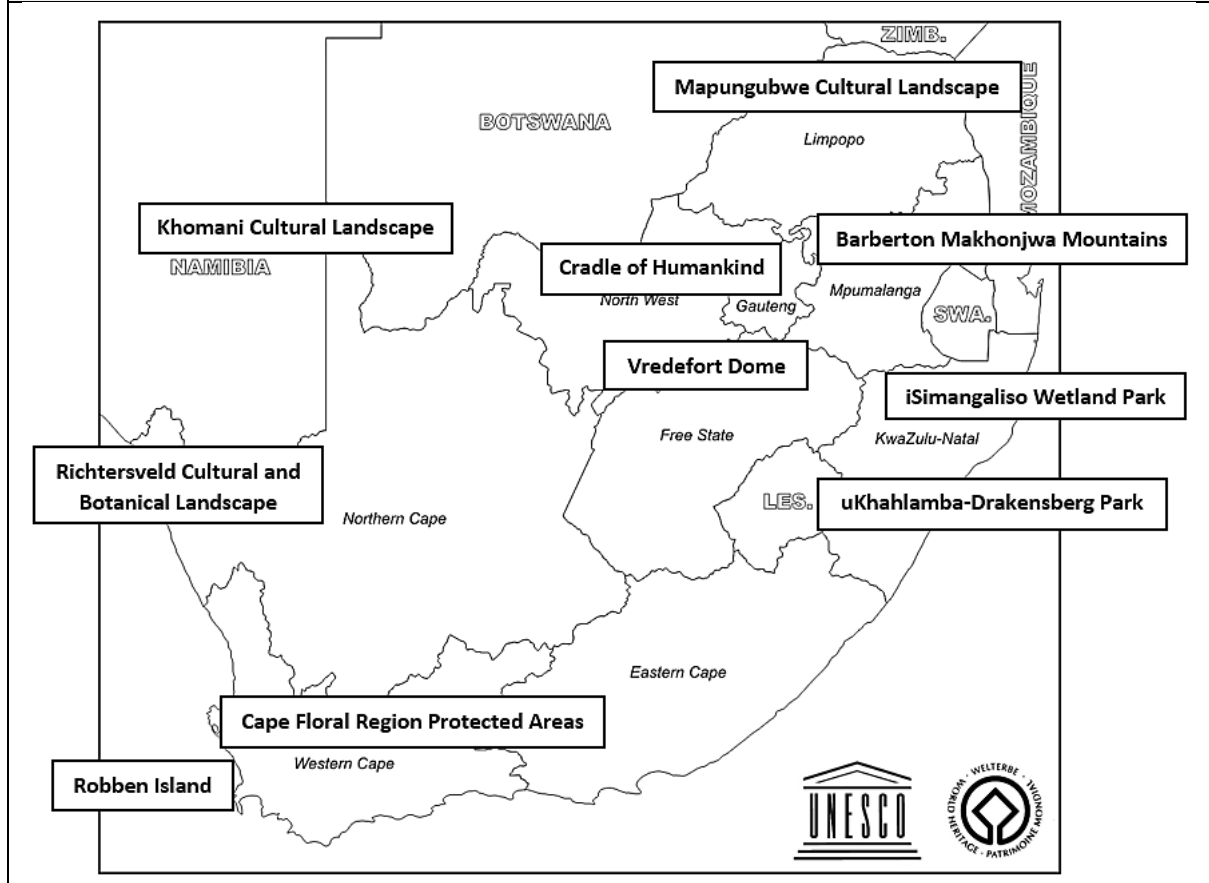 ZIMB.
Mapungubwe Cultural Landscape
MOZAMBIQUE
BOTSWANA
Limpopo
Khomani Cultural Landscape
NAMIBIA
Barberton Makhonjwa Mountains
Cradle of Humankind
North West
Gauteng
Mpumalanga
SWA.
Vredefort Dome
iSimangaliso Wetland Park
Free State
KwaZulu-Natal
Richtersveld Cultural and
Botanical Landscape
LES.
uKhahlamba-Drakensberg Park
Northern Cape
Eastern Cape
Cape Floral Region Protected Areas
Western Cape
Robben Island
UNESCO
WORLD HERITAGE · WELTERBE · PATRIMOINE MONDIAL